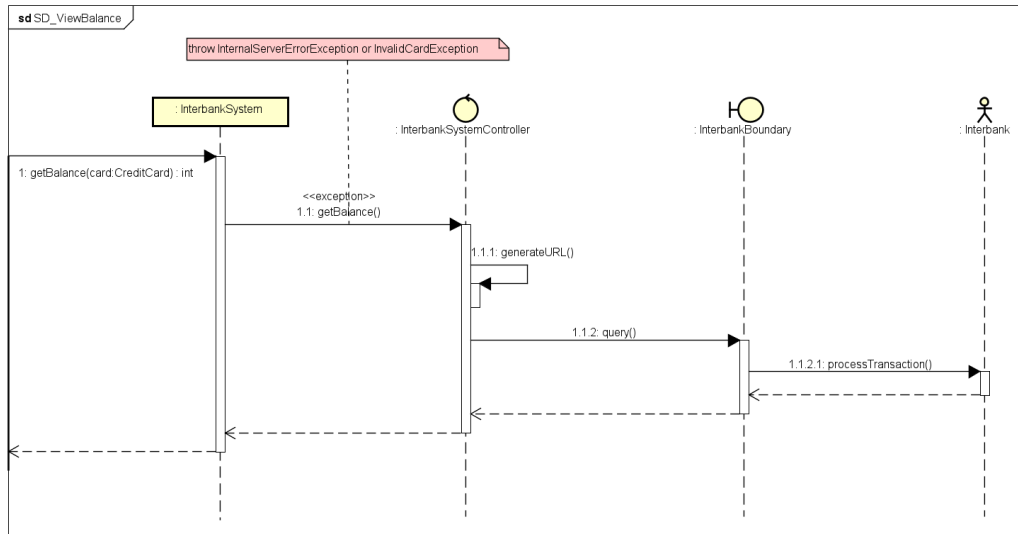 sd SD_ViewBalance
throw InternalServerErrorException or InvalidCardException
: InterbankSystem
: InterbankSystemController
: InterbankBoundary
: Interbank
1: getBalance(card:CreditCard) : int
<<exception>>
1.1: getBalance()
1.1.1: generateURL()
1.1.2: query()
1.1.2.1: processTransaction()